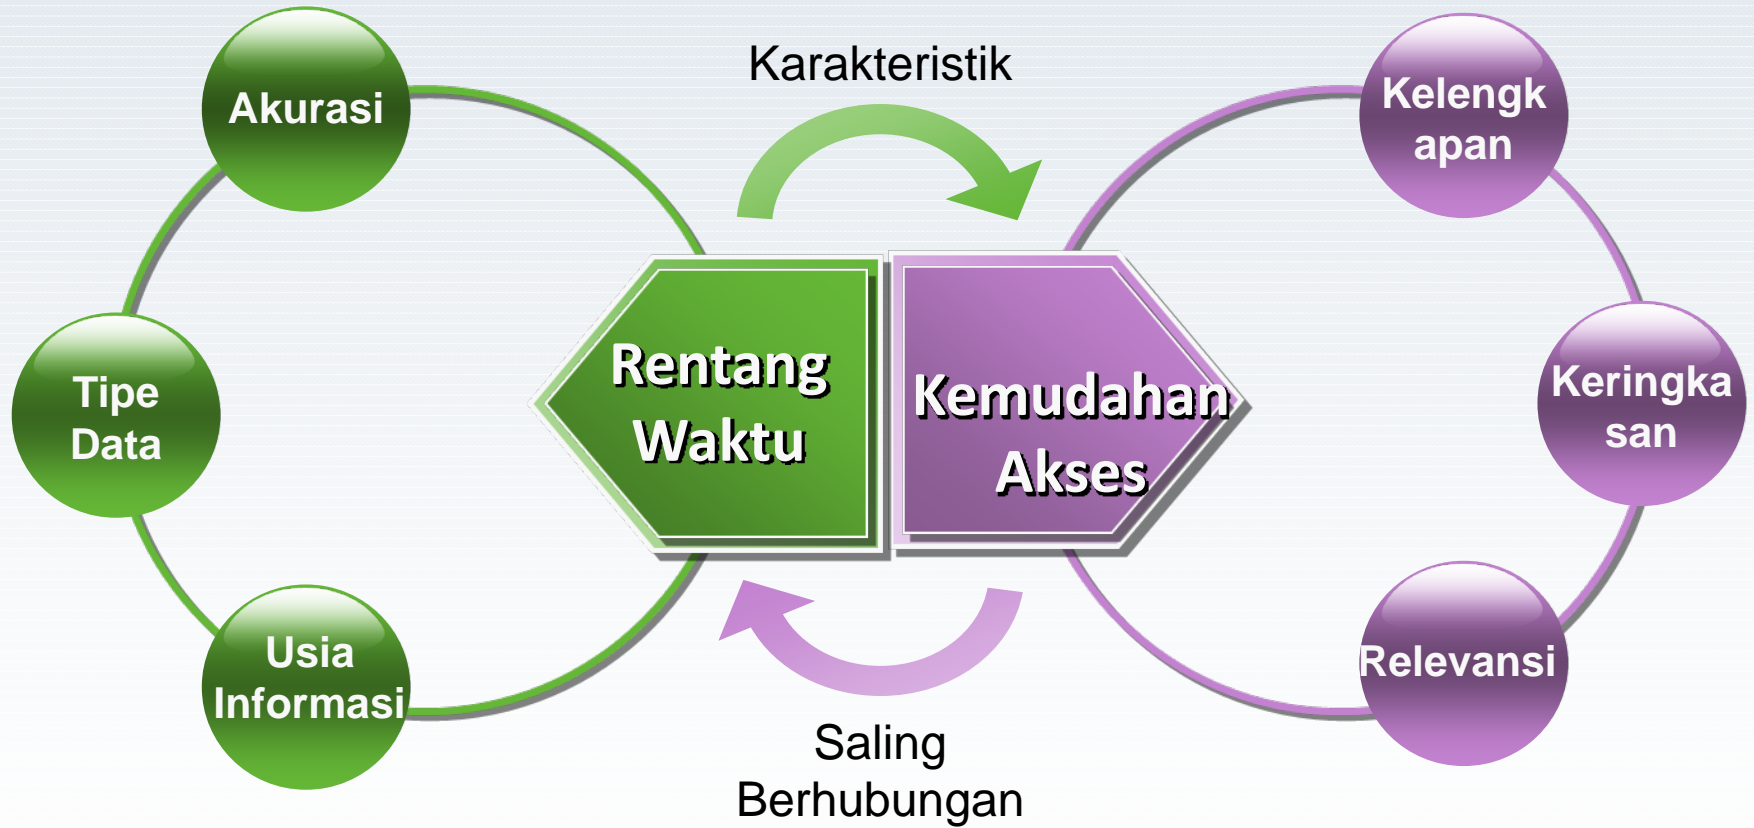 Karakteristik
Akurasi
Tipe
Data
Usia
Informasi
Rentang
Waktu
Kemudahan
Akses
Kelengk
apan
Keringka
san
Relevansi
Saling
Berhubungan